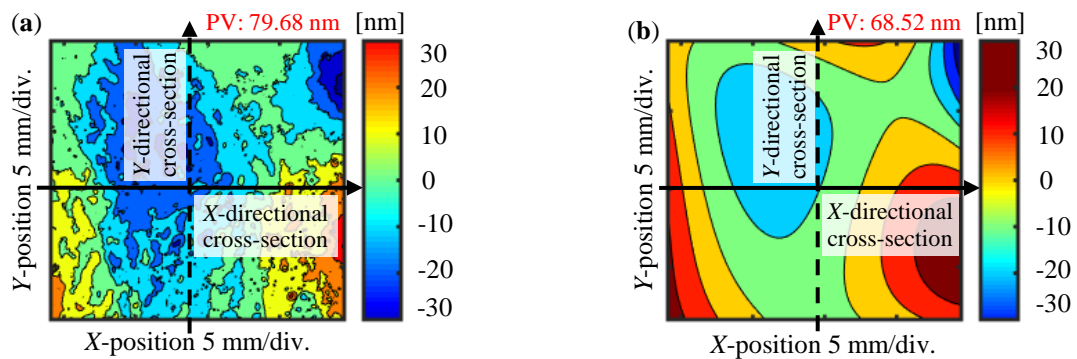 (a)
PV: 79.68 nm
[nm]
Y-position 5 mm/div.
Y-directional
cross-section
X-directional
cross-section
30
20
10
0
-10
-20
-30
X-position 5 mm/div.
(b)
PV: 68.52 nm
[nm]
Y-position 5 mm/div.
Y-directional
cross-section
X-directional
cross-section
30
20
10
0
-10
-20
-30
X-position 5 mm/div.